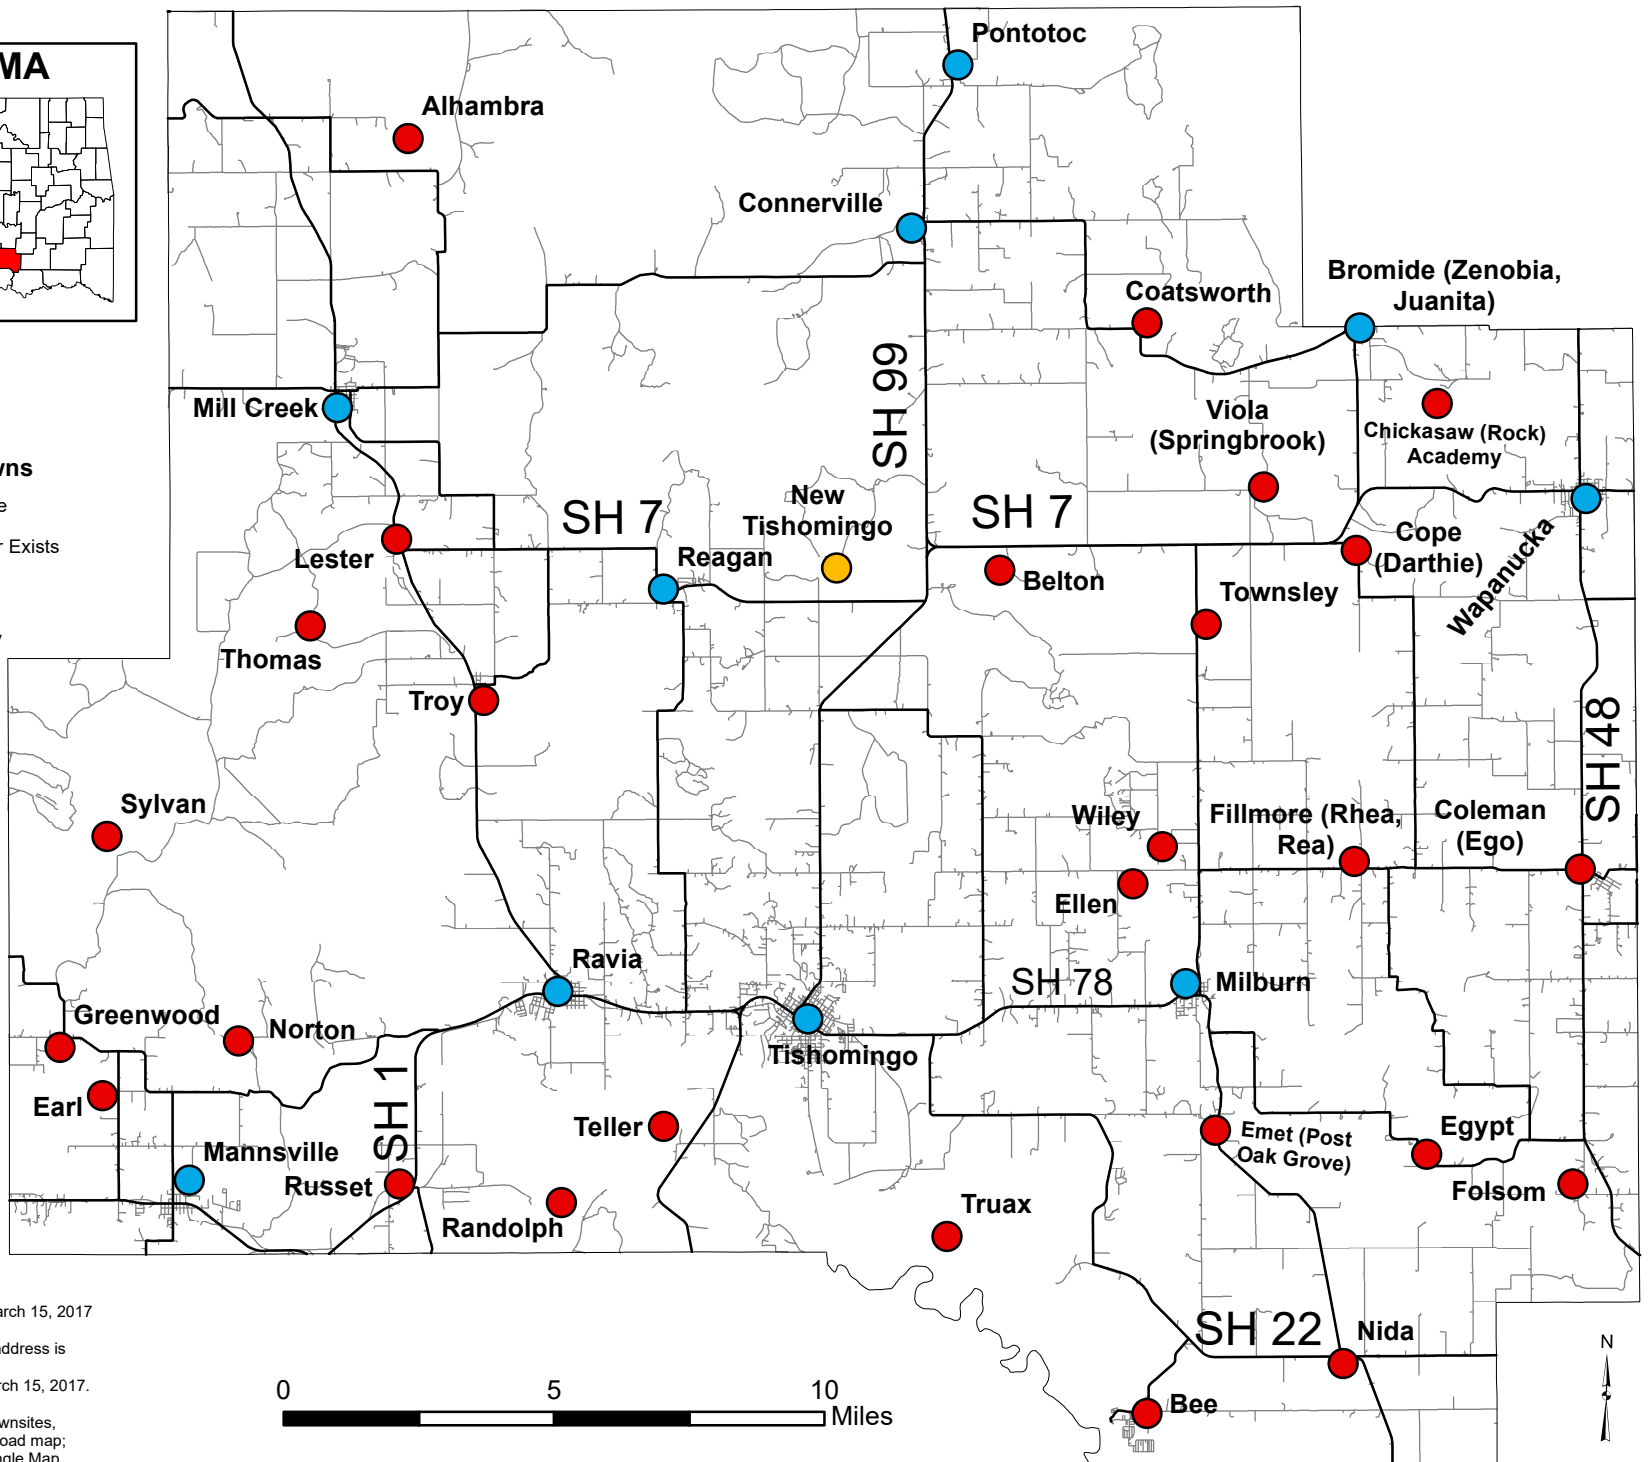 Pontotoc
MA
Alhambra
Connerville
Bromide (Zenobia,
Juanita)
Coatsworth
SH 99
Mill Creek
Viola
(Springbrook)
Chickasaw (Rock)
Academy
SH 7
New
Tishomingo
SH 7
r Exists
Lester
Reagan
Belton
Cope
(Darthie)
Wapanucka
Townsley
Thomas
Troy
SH 48
Sylvan
Wiley
Fillmore (Rhea,
Rea)
Coleman
(Ego)
Ellen
Ravia
SH 78
Milburn
Greenwood
Norton
Tishomingo
Earl
SH 1
Teller
Emet (Post
Oak Grove)
Egypt
Mannsville
Russet
Folsom
Randolph
Truax
arch 15, 2017
SH 22
Nida
N
address is
rch 15, 2017.
0 5 10
Miles
Bee
wnsites,
oad map;
ngle Map